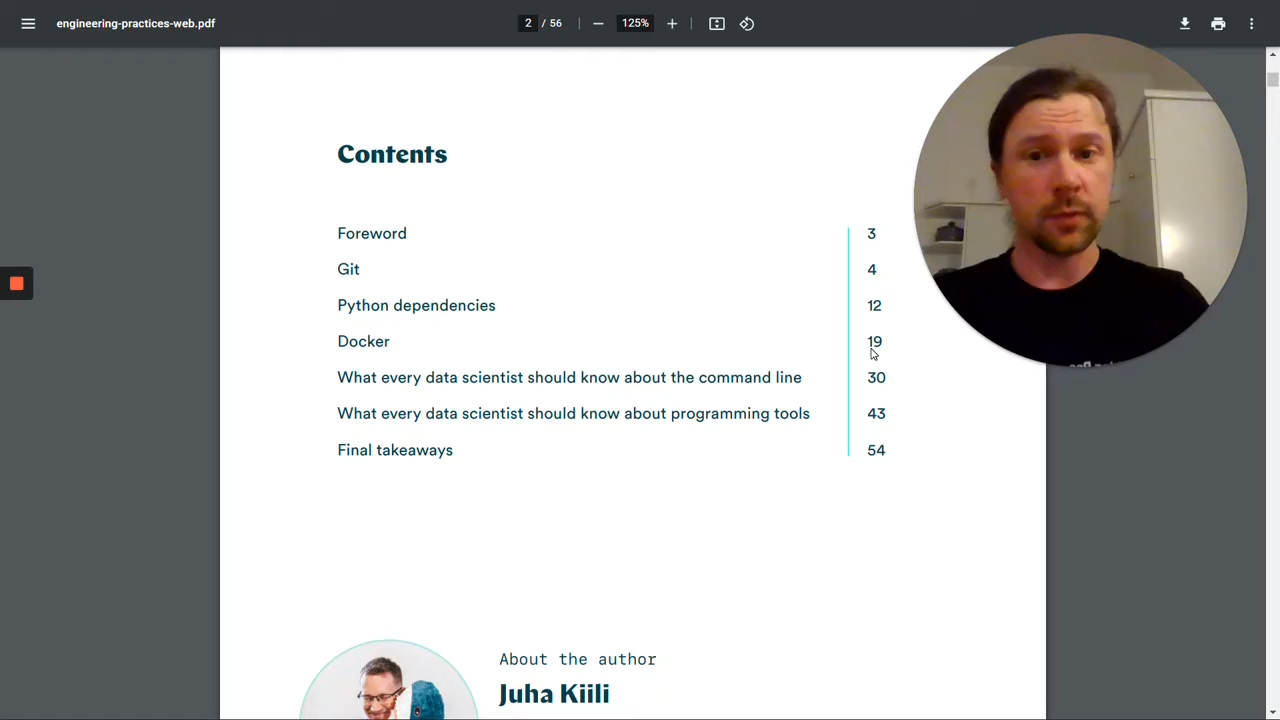 engineering-practices-web.pdf
2 / 56
125%
Contents
Foreword 3
Git 4
Python dependencies 12
Docker 19
What every data scientist should know about the command line 30
What every data scientist should know about programming tools 43
Final takeaways 54
About the author
Juha Kiili